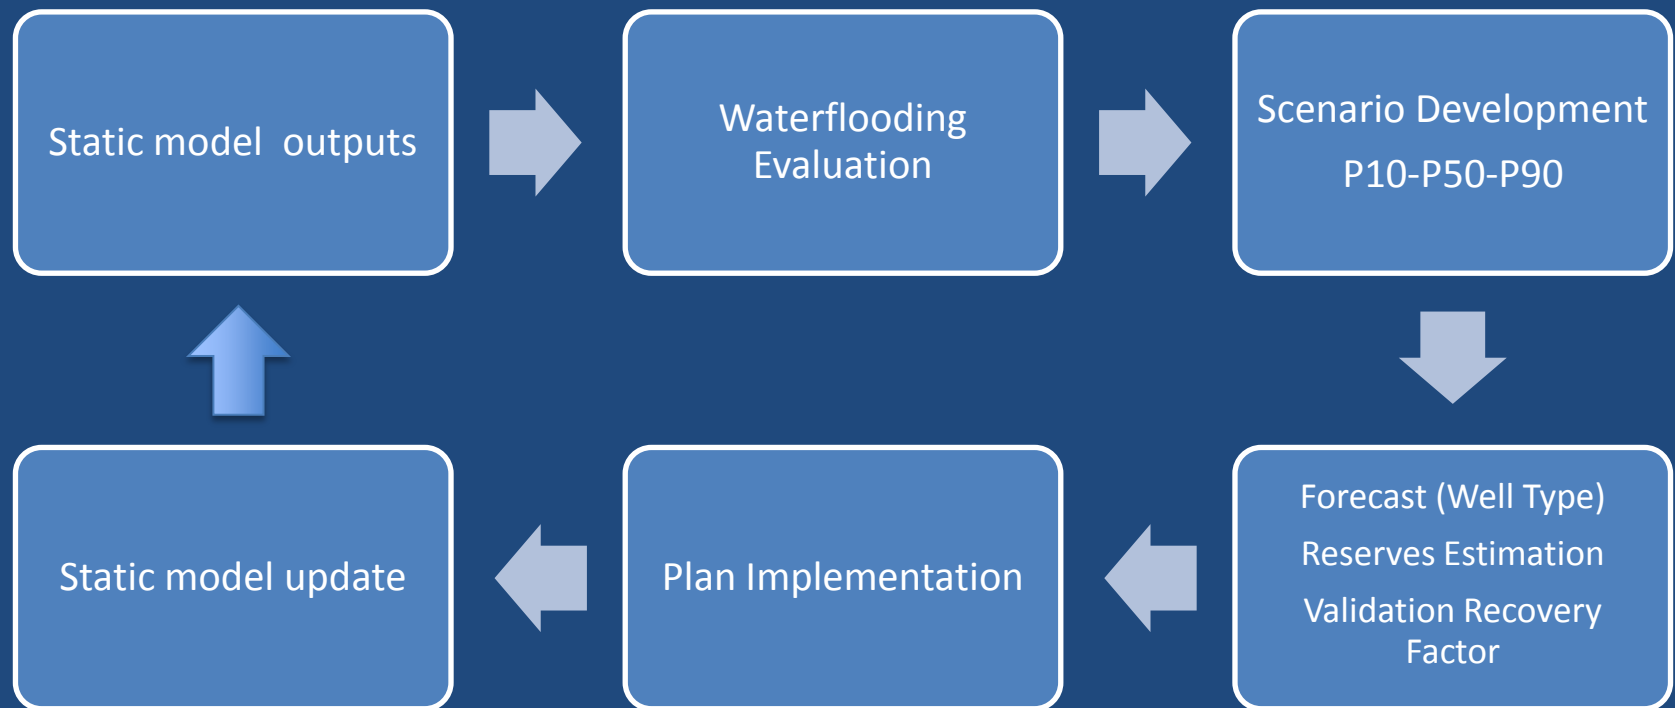 Static model  outputs
Waterflooding
Evaluation
Scenario Development
P10-P50-P90
Forecast (Well Type)
Reserves Estimation
Validation Recovery
Factor
Plan Implementation
Static model update